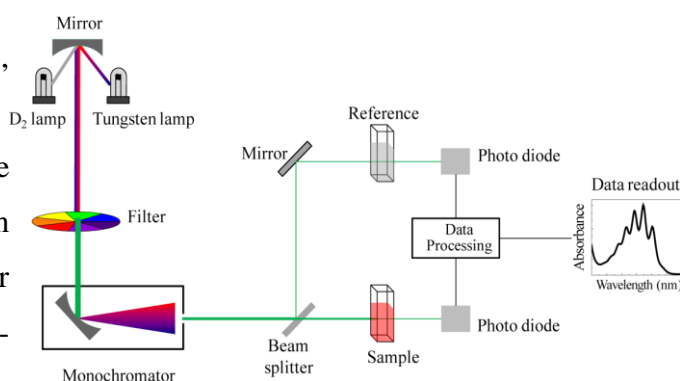 Mirror
,
D2 lamp
Tungsten lamp
e
Filter
n
r
-
Monochromator
Beam
splitter
Mirror
Reference
Sample
Photo diode
Data
Processing
Photo diode
Data readout
Absorbance
Wavelength (nm)